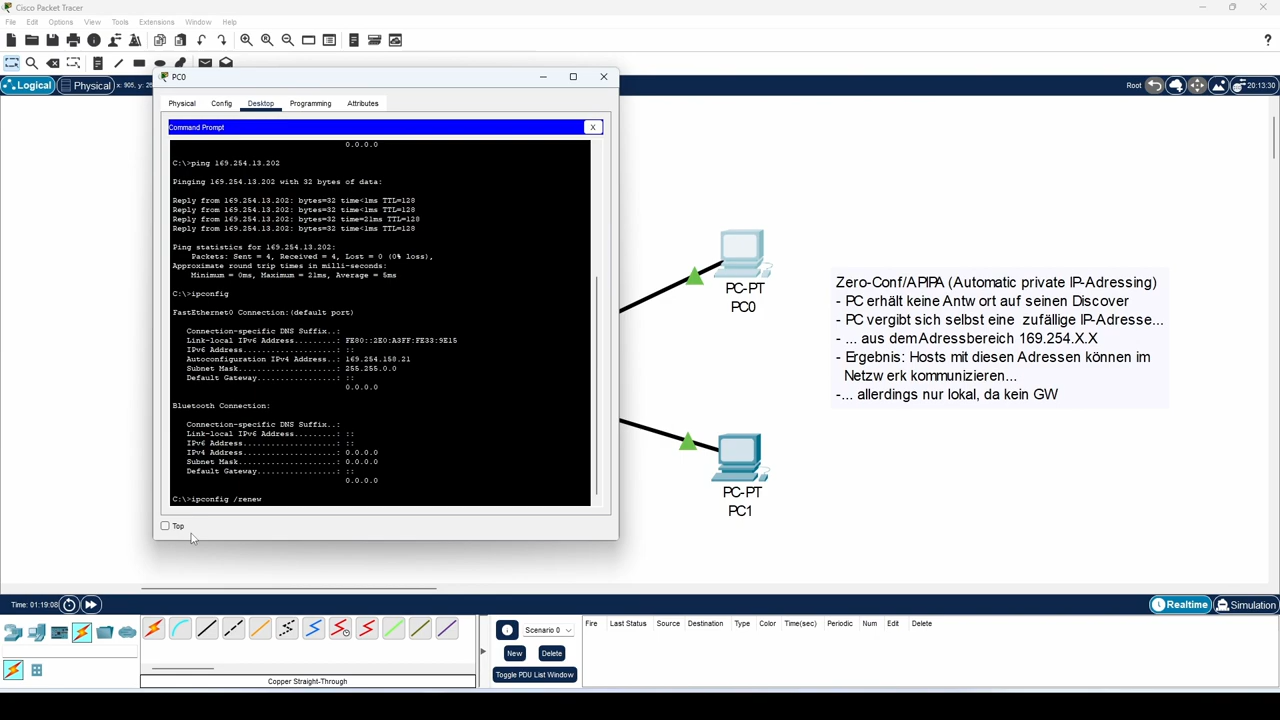 Cisco Packet Tracer
File Edit Options View Tools Extensions Window Help
Logical Physical x: 905, y: 28 Root 20:13:30
PC0
Physical Config Desktop Programming Attributes
Command Prompt X
0.0.0.0
C:\>ping 169.254.13.202
Pinging 169.254.13.202 with 32 bytes of data:
Reply from 169.254.13.202: bytes=32 time<1ms TTL=128
Reply from 169.254.13.202: bytes=32 time<1ms TTL=128
Reply from 169.254.13.202: bytes=32 time=21ms TTL=128
Reply from 169.254.13.202: bytes=32 time<1ms TTL=128
Ping statistics for 169.254.13.202:
Packets: Sent = 4, Received = 4, Lost = 0 (0% loss),
Approximate round trip times in milli-seconds:
Minimum = 0ms, Maximum = 21ms, Average = 5ms
C:\>ipconfig
FastEthernet0 Connection:(default port)
Connection-specific DNS Suffix..:
Link-local IPv6 Address.........: FE80::2E0:A3FF:FE33:9E15
IPv6 Address....................: ::
Autoconfiguration IPv4 Address..: 169.254.158.21
Subnet Mask.....................: 255.255.0.0
Default Gateway.................: ::
0.0.0.0
Bluetooth Connection:
Connection-specific DNS Suffix..:
Link-local IPv6 Address.........: ::
IPv6 Address....................: ::
IPv4 Address....................: 0.0.0.0
Subnet Mask.....................: 0.0.0.0
Default Gateway.................: ::
0.0.0.0
C:\>ipconfig /renew
Top
PC-PT
PC0
PC-PT
PC1
Zero-Conf/APIPA (Automatic private IP-Adressing)
- PC erhält keine Antwort auf seinen Discover
- PC vergibt sich selbst eine zufällige IP-Adresse...
- ... aus dem Adressbereich 169.254.X.X
- Ergebnis: Hosts mit diesen Adressen können im
Netzwerk kommunizieren...
-... allerdings nur lokal, da kein GW
Time: 01:19:08 Realtime Simulation
Scenario 0
New Delete
Toggle PDU List Window
Fire Last Status Source Destination Type Color Time(sec) Periodic Num Edit Delete
Copper Straight-Through